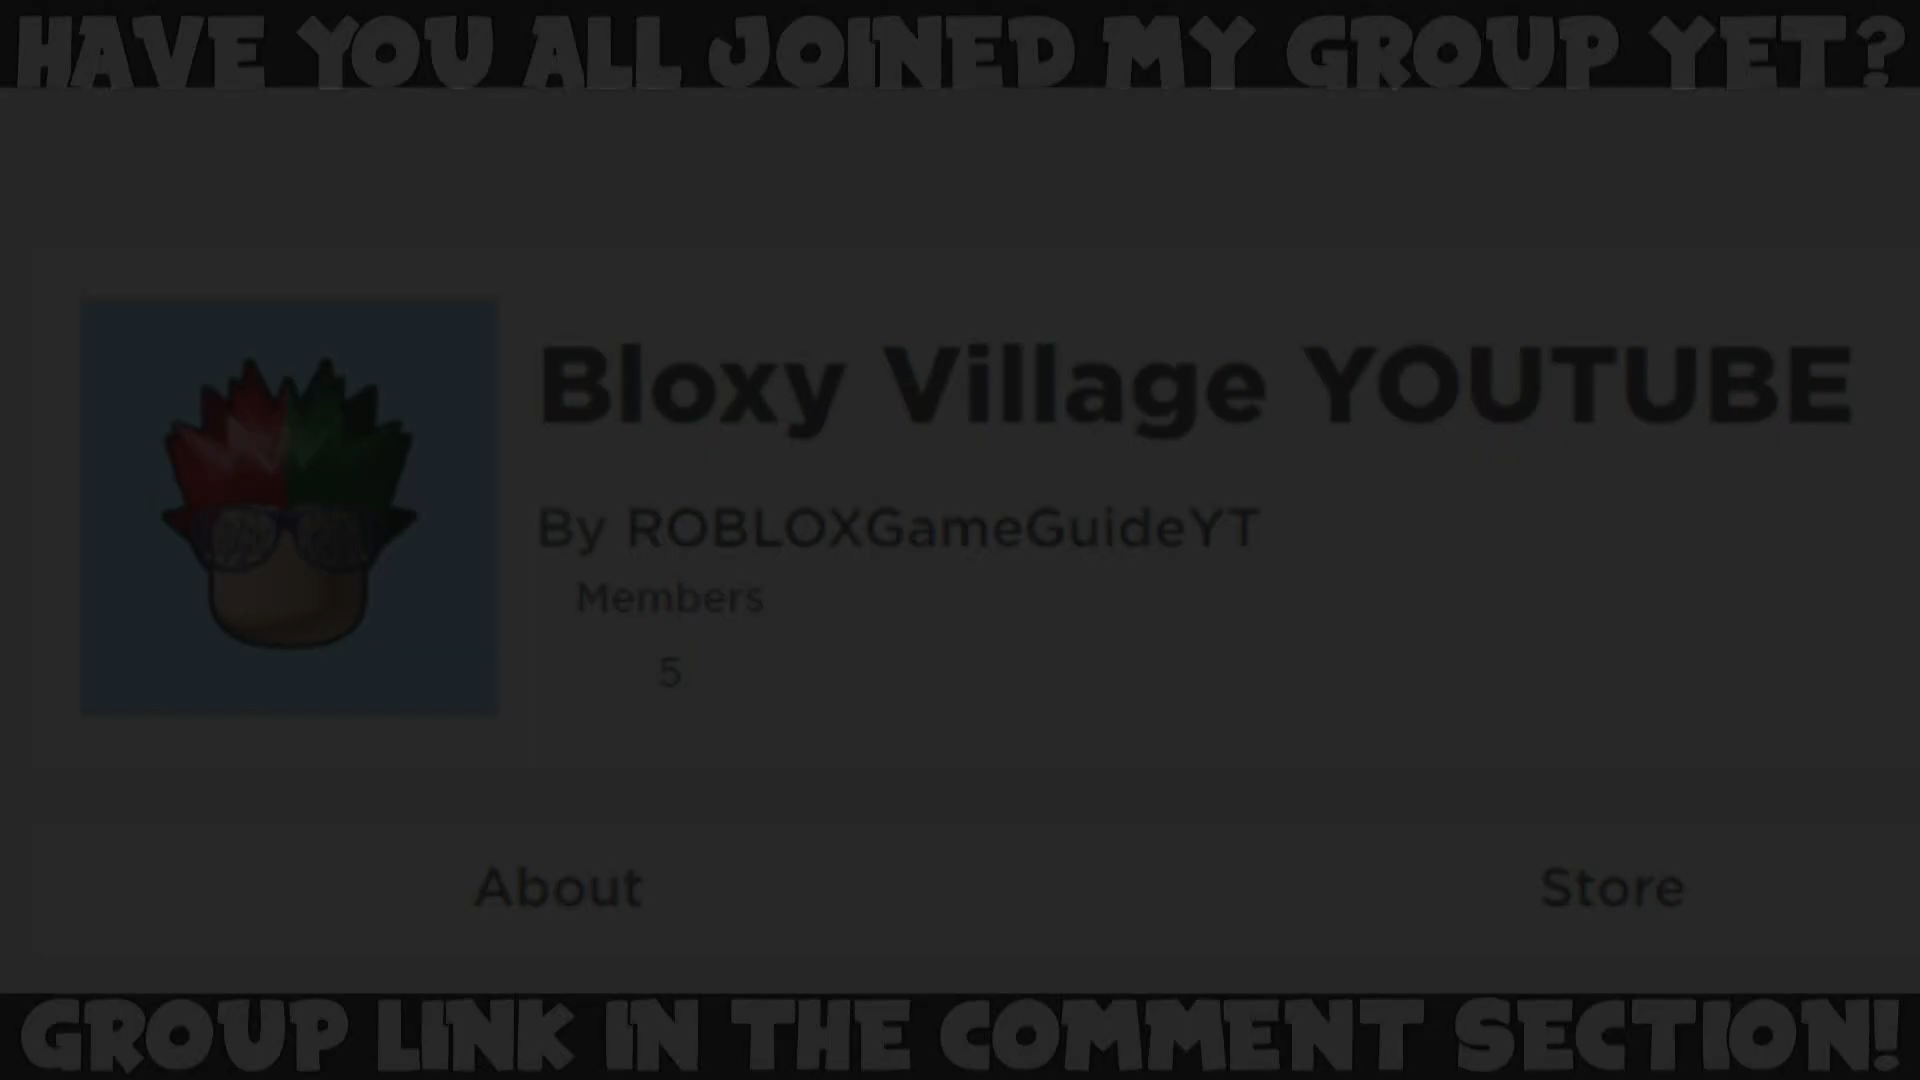 HAVE YOU ALL JOINED MY GROUP YET?
Bloxy Village YOUTUBE
By ROBLOXGameGuideYT
Members
5
About
Store
GROUP LINK IN THE COMMENT SECTION!